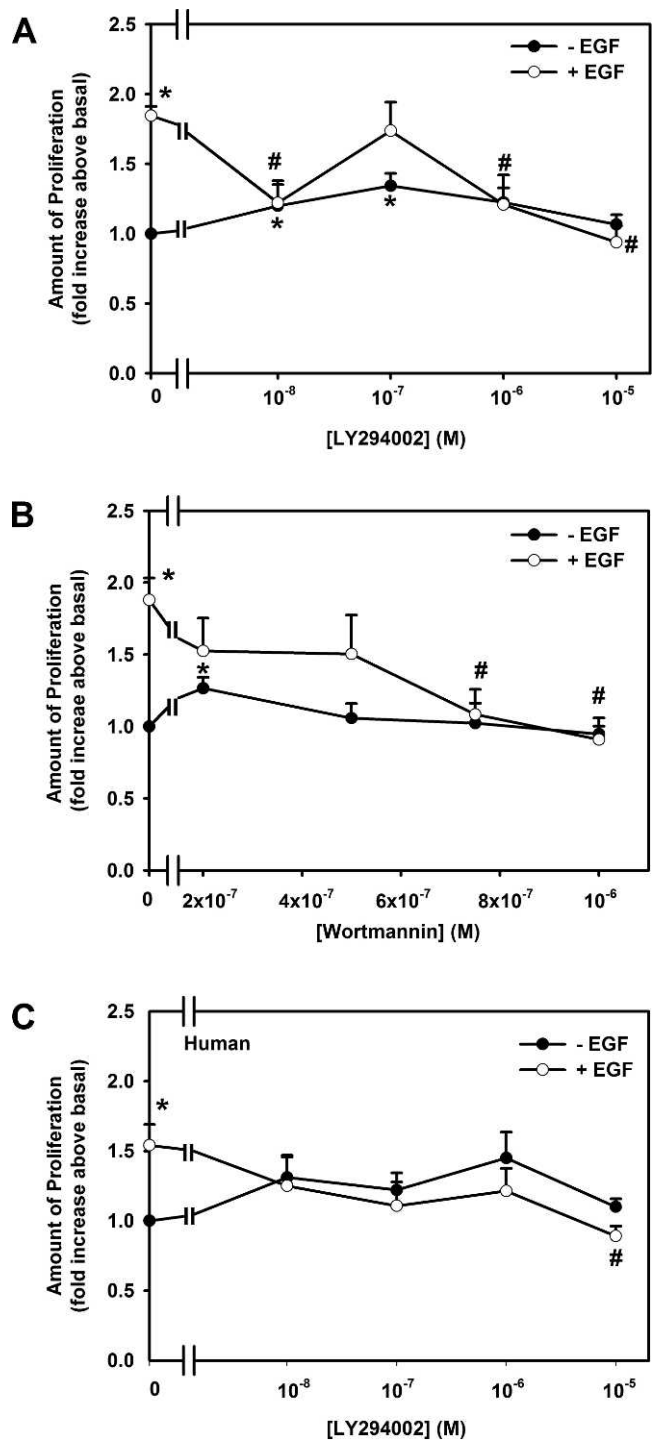 A
2.5
2.0
1.5
1.0
0.5
0.0
Amount of Proliferation
(fold increase above basal)
- EGF
+ EGF
*
#
*
*
#
#
0
10-8
10-7
10-6
10-5
[LY294002] (M)
B
2.5
2.0
1.5
1.0
0.5
0.0
Amount of Proliferation
(fold increae above basal)
- EGF
+ EGF
*
*
#
#
0
2x10-7
4x10-7
6x10-7
8x10-7
10-6
[Wortmannin] (M)
C
2.5
2.0
1.5
1.0
0.5
0.0
Amount of Proliferation
(fold increase above basal)
Human
- EGF
+ EGF
*
#
0
10-8
10-7
10-6
10-5
[LY294002] (M)